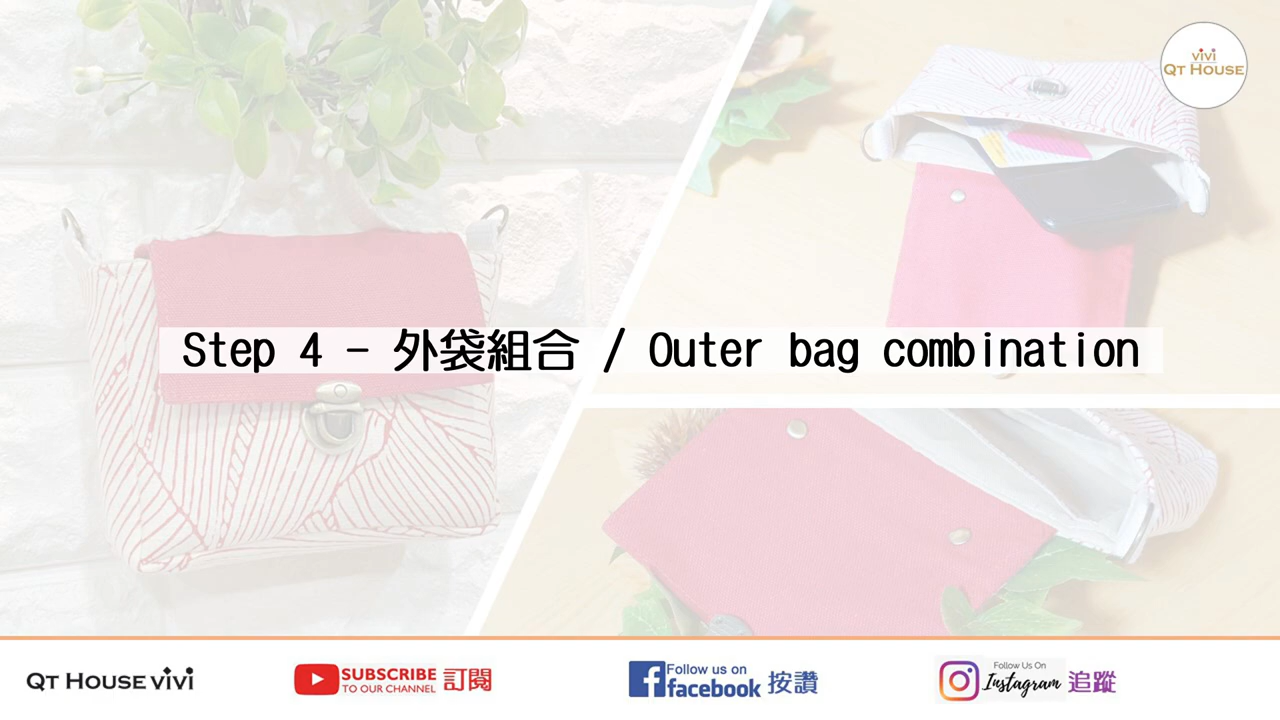 vivi
QT HOUSE
Step 4 - 外袋組合 / Outer bag combination
QT HOUSE vivi
SUBSCRIBE 訂閱
TO OUR CHANNEL
Follow us on
facebook 按讚
Follow Us On
Instagram 追蹤